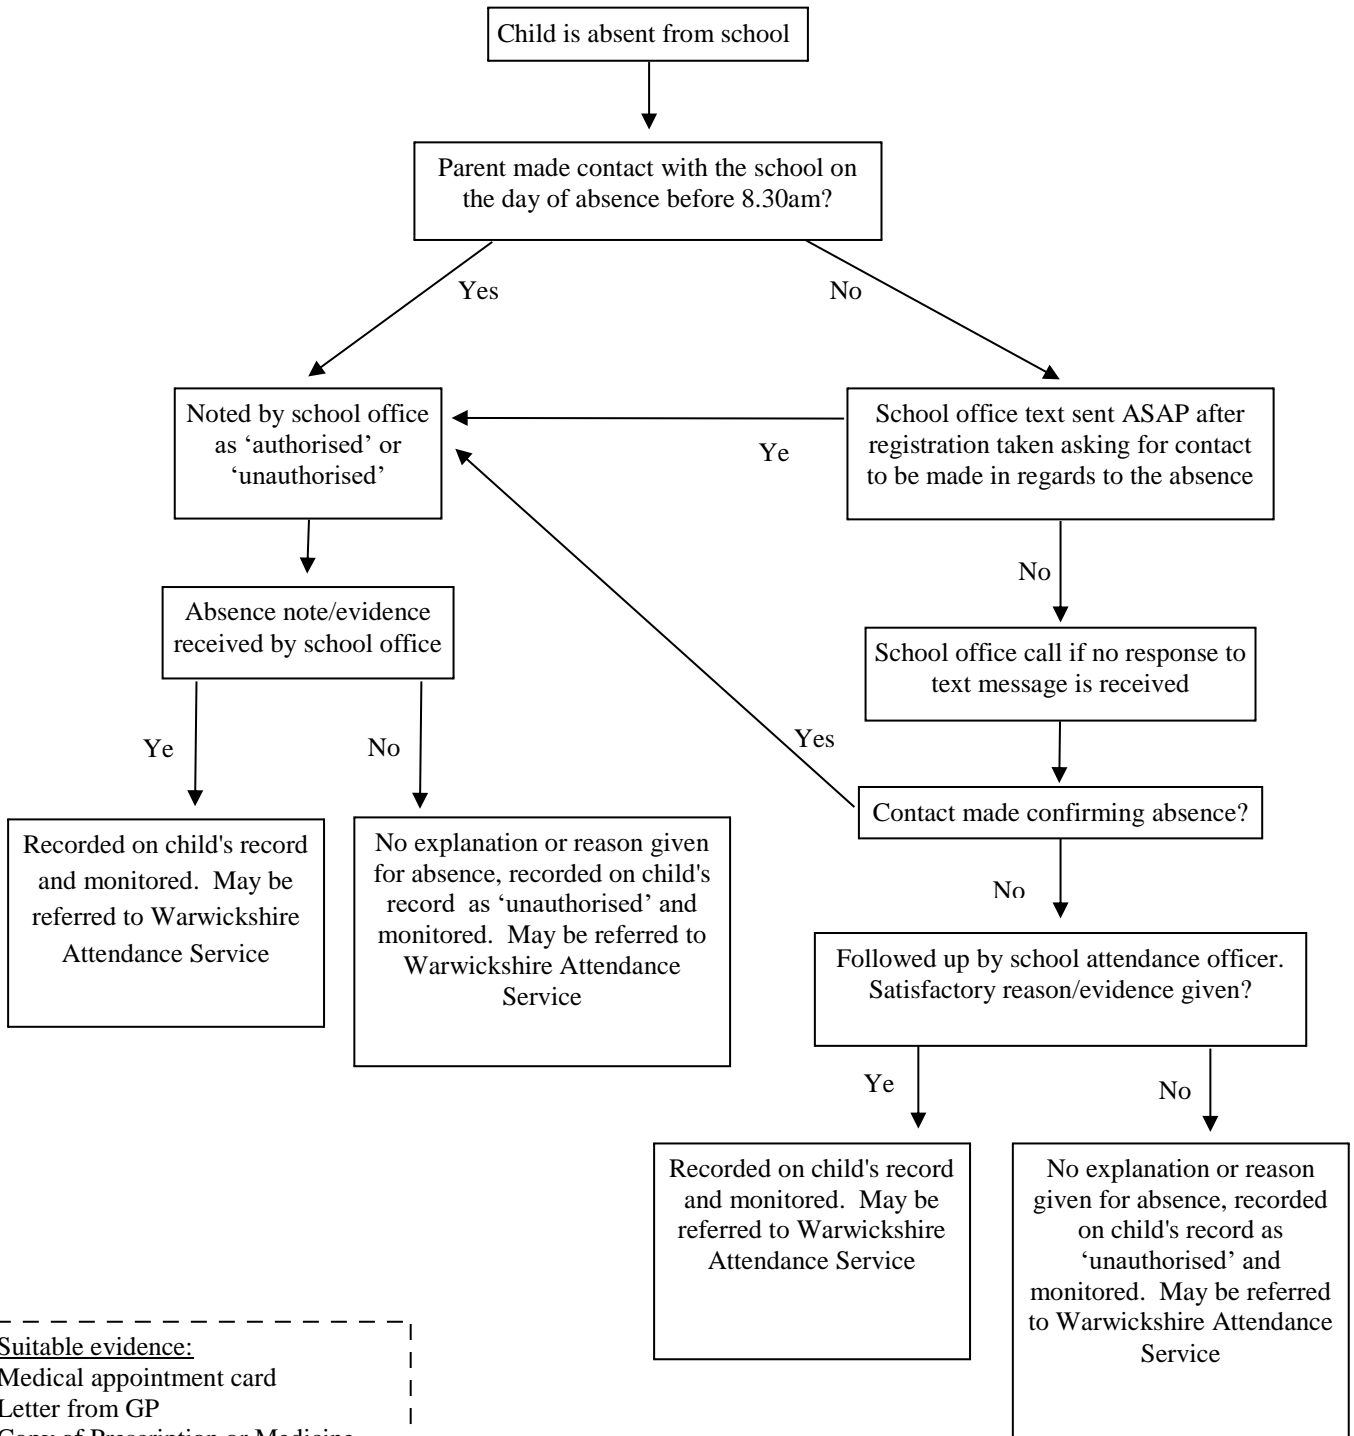 Child is absent from school
Parent made contact with the school on
the day of absence before 8.30am?
Yes
No
Noted by school office
as ‘authorised’ or
‘unauthorised’
Ye
School office text sent ASAP after
registration taken asking for contact
to be made in regards to the absence
No
Absence note/evidence
received by school office
School office call if no response to
text message is received
Ye
No
Yes
Contact made confirming absence?
Recorded on child's record
and monitored. May be
referred to Warwickshire
Attendance Service
No explanation or reason given
for absence, recorded on child's
record as ‘unauthorised’ and
monitored. May be referred to
Warwickshire Attendance
Service
No
Followed up by school attendance officer.
Satisfactory reason/evidence given?
Ye
No
Recorded on child's record
and monitored. May be
referred to Warwickshire
Attendance Service
No explanation or reason
given for absence, recorded
on child's record as
‘unauthorised’ and
monitored. May be referred
to Warwickshire Attendance
Service
Suitable evidence:
Medical appointment card
Letter from GP
Copy of Prescription or Medicine